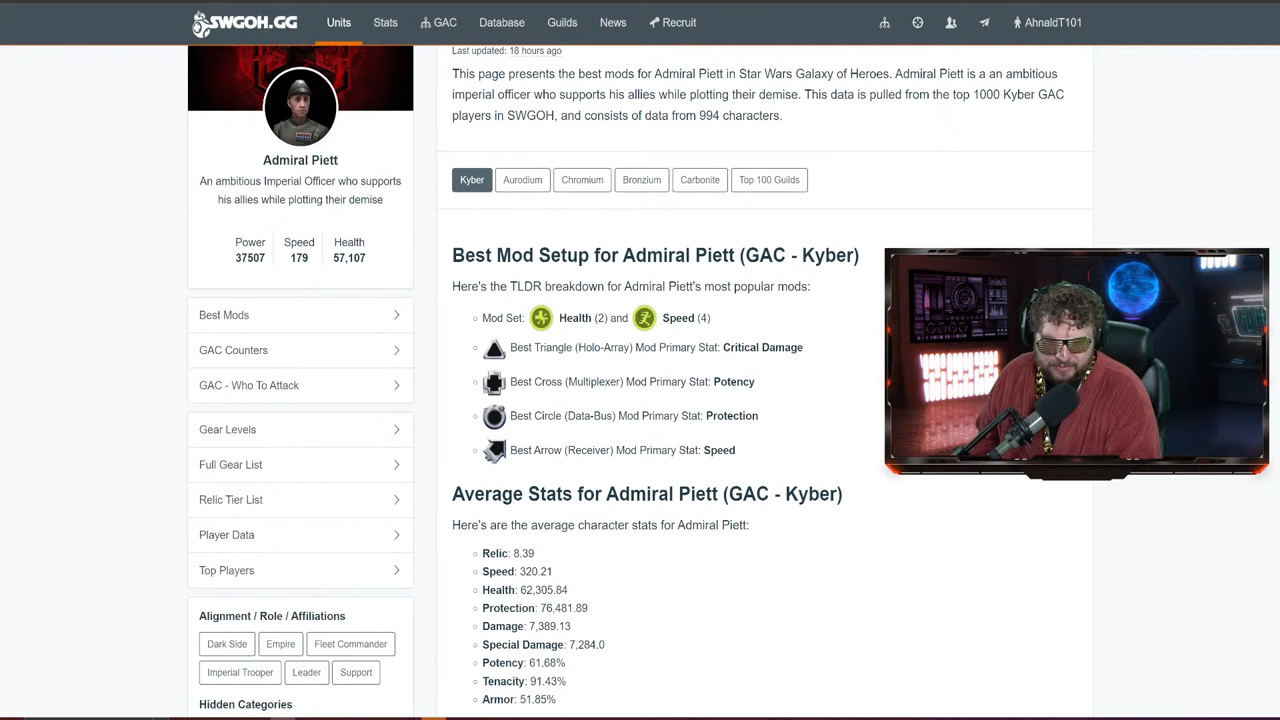 SWGOH.GG
Units
Stats
GAC
Database
Guilds
News
Recruit
AhnaldT101
Last updated: 18 hours ago
This page presents the best mods for Admiral Piett in Star Wars Galaxy of Heroes. Admiral Piett is a an ambitious
imperial officer who supports his allies while plotting their demise. This data is pulled from the top 1000 Kyber GAC
players in SWGOH, and consists of data from 994 characters.
Admiral Piett
An ambitious Imperial Officer who supports
his allies while plotting their demise
Power Speed Health
37507 179 57,107
Best Mods
GAC Counters
GAC - Who To Attack
Gear Levels
Full Gear List
Relic Tier List
Player Data
Top Players
Alignment / Role / Affiliations
Dark Side Empire Fleet Commander
Imperial Trooper Leader Support
Hidden Categories
Kyber Aurodium Chromium Bronzium Carbonite Top 100 Guilds
Best Mod Setup for Admiral Piett (GAC - Kyber)
Here's the TLDR breakdown for Admiral Piett's most popular mods:
Mod Set: Health (2) and Speed (4)
Best Triangle (Holo-Array) Mod Primary Stat: Critical Damage
Best Cross (Multiplexer) Mod Primary Stat: Potency
Best Circle (Data-Bus) Mod Primary Stat: Protection
Best Arrow (Receiver) Mod Primary Stat: Speed
Average Stats for Admiral Piett (GAC - Kyber)
Here's are the average character stats for Admiral Piett:
Relic: 8.39
Speed: 320.21
Health: 62,305.84
Protection: 76,481.89
Damage: 7,389.13
Special Damage: 7,284.0
Potency: 61.68%
Tenacity: 91.43%
Armor: 51.85%